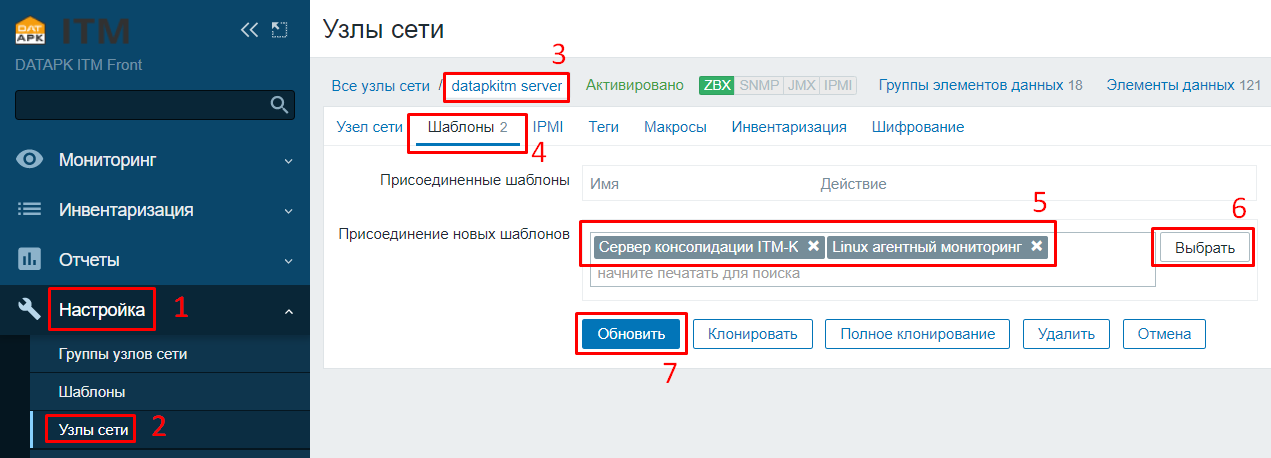 DAT
APK
ITM
DATAPK ITM Front
Мониторинг
Инвентаризация
Отчеты
Настройка 1
Группы узлов сети
Шаблоны
Узлы сети 2
Узлы сети
3
Все узлы сети / datapkitm server Активировано ZBX SNMP JMX IPMI Группы элементов данных 18 Элементы данных 121
Узел сети Шаблоны 2 IPMI Теги Макросы Инвентаризация Шифрование
4
Присоединенные шаблоны Имя Действие
5 6
Присоединение новых шаблонов Сервер консолидации ITM-K Linux агентный мониторинг Выбрать
начните печатать для поиска
Обновить Клонировать Полное клонирование Удалить Отмена
7